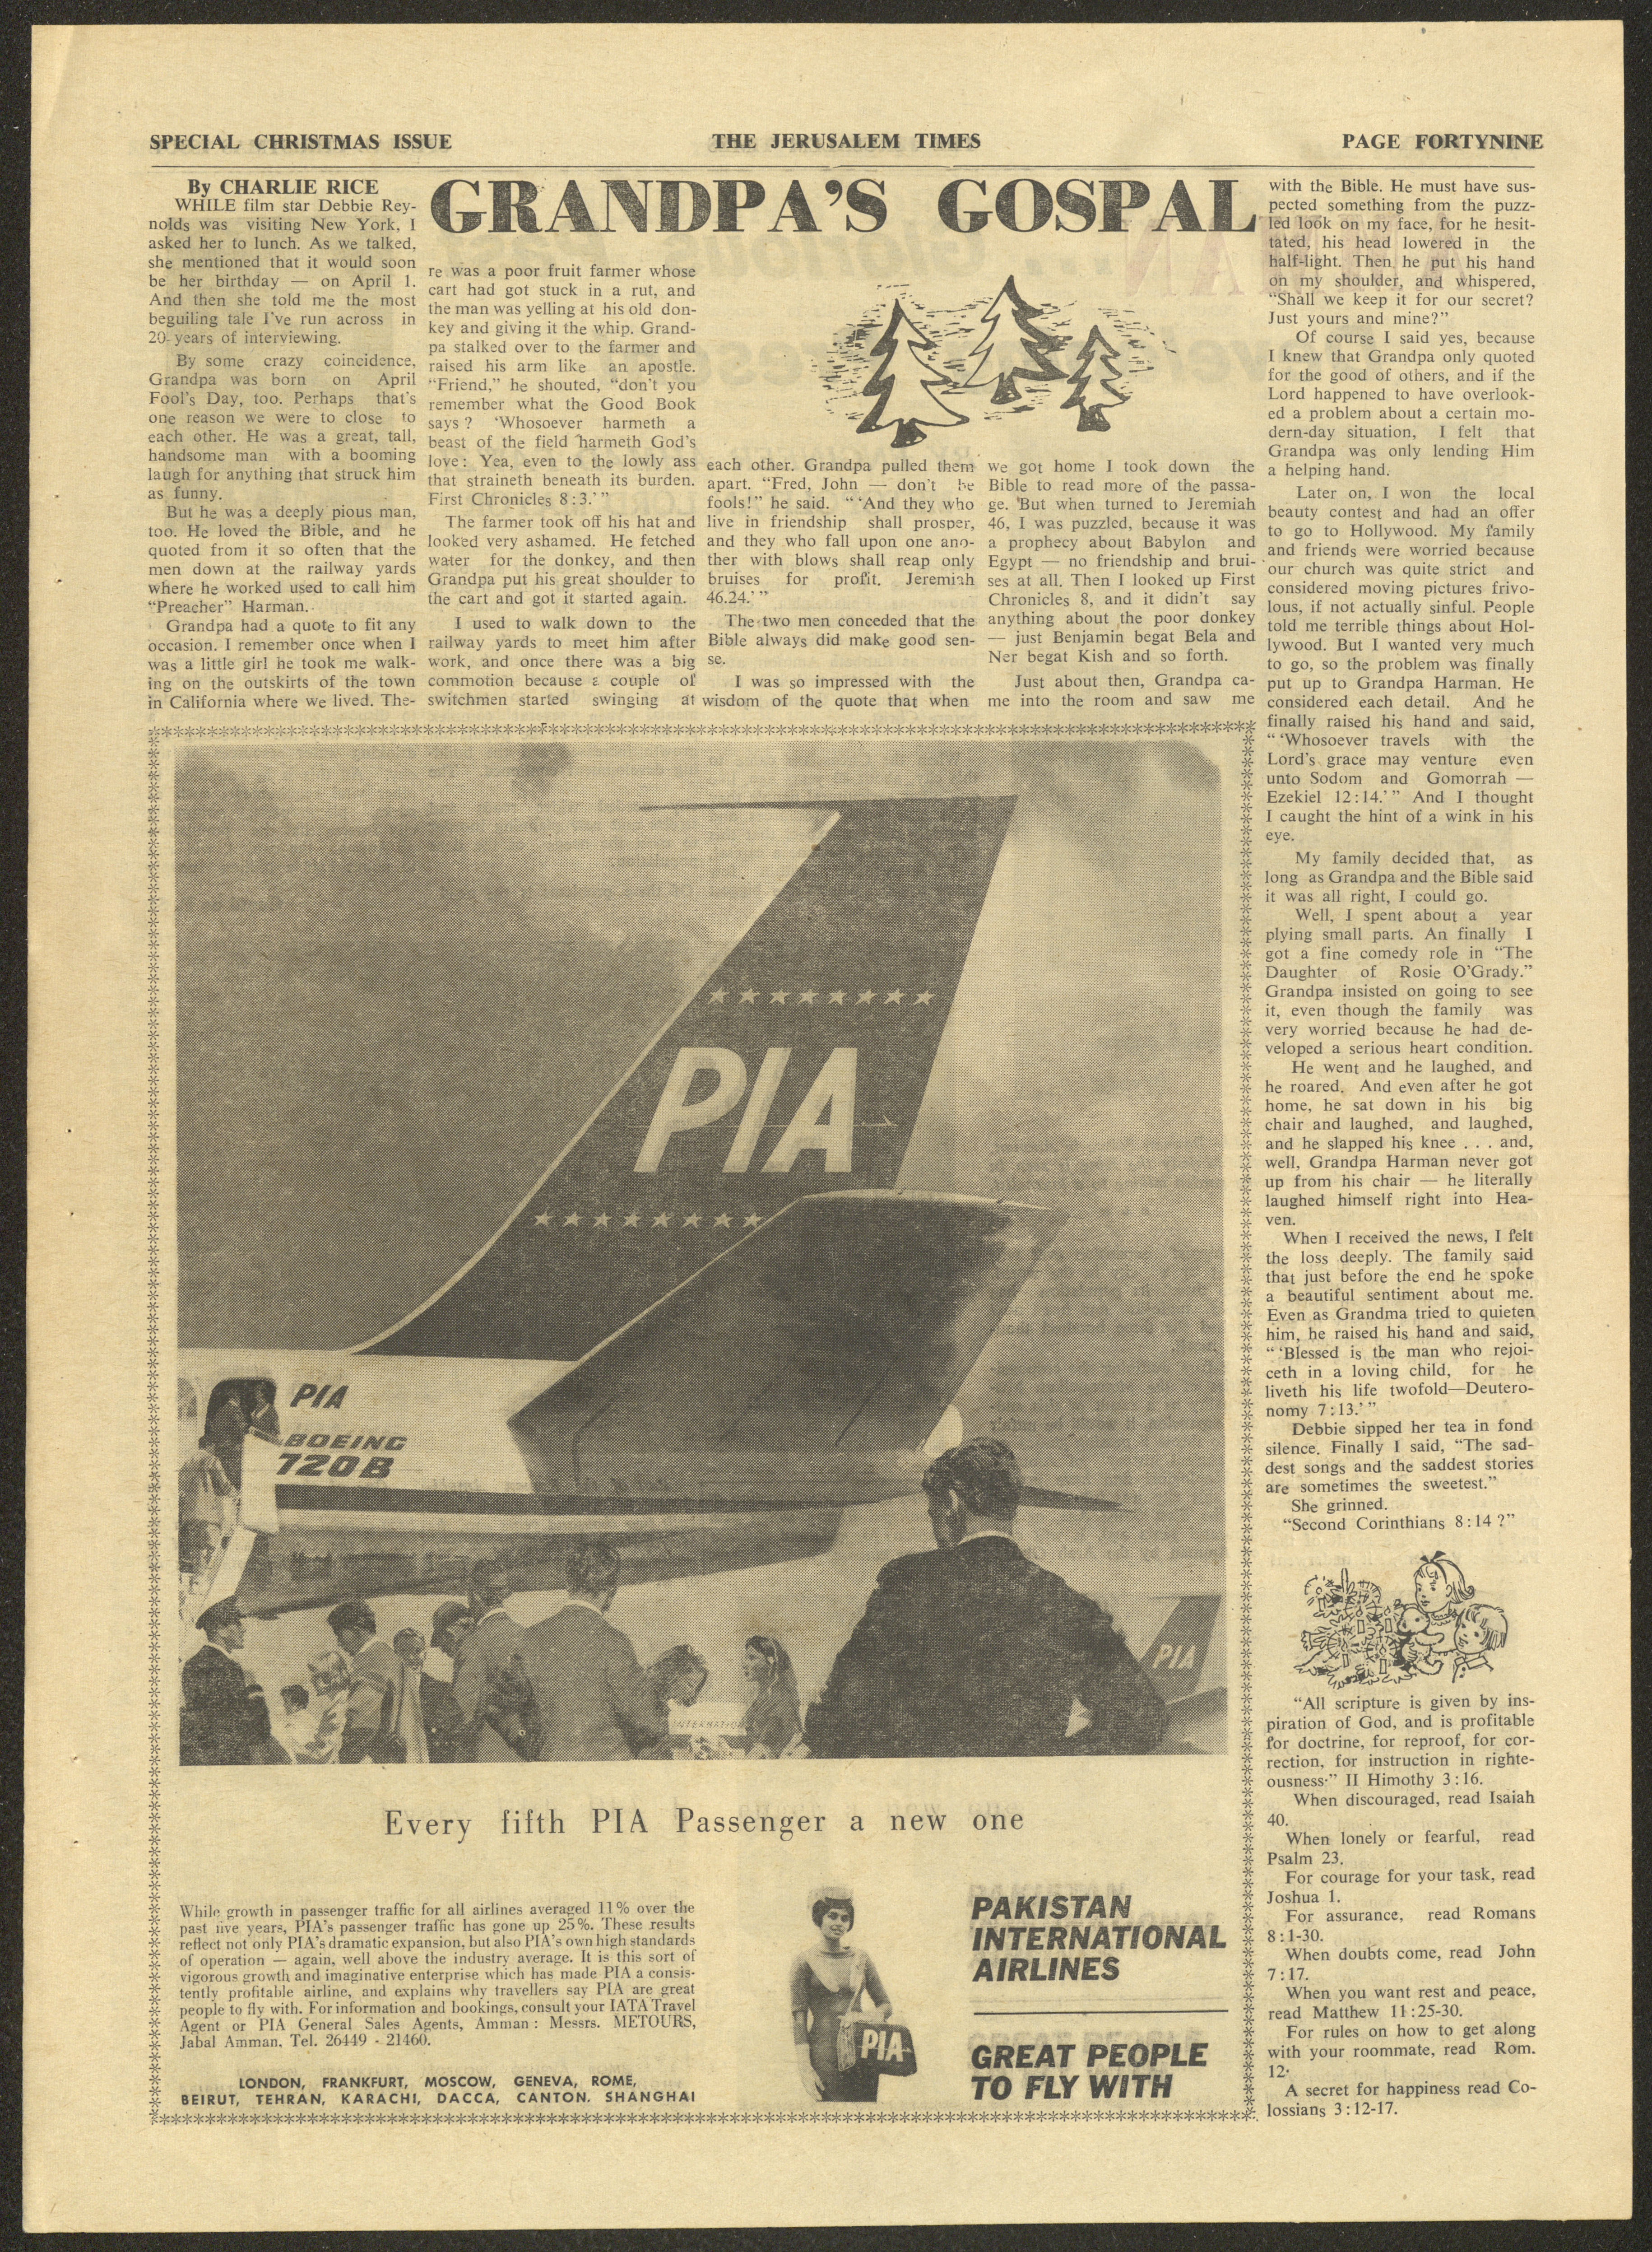 SPECIAL CHRISTMAS ISSUE
THE JERUSALEM TIMES
PAGE FORTYNINE
GRANDPA'S GOSPAL
By CHARLIE RICE
WHILE film star Debbie Rey-
nolds was visiting New York, I
asked her to lunch. As we talked,
she mentioned that it would soon
be her birthday — on April 1.
And then she told me the most
beguiling tale I've run across in
20 years of interviewing.
By some crazy coincidence,
Grandpa was born on April
Fool's Day, too. Perhaps that's
one reason we were to close to
each other. He was a great, tall,
handsome man with a booming
laugh for anything that struck him
as funny.
But he was a deeply pious man,
too. He loved the Bible, and he
quoted from it so often that the
men down at the railway yards
where he worked used to call him
"Preacher" Harman.
Grandpa had a quote to fit any
occasion. I remember once when I
was a little girl he took me walk-
ing on the outskirts of the town
in California where we lived. The-
re was a poor fruit farmer whose
cart had got stuck in a rut, and
the man was yelling at his old don-
key and giving it the whip. Grand-
pa stalked over to the farmer and
raised his arm like an apostle.
"Friend," he shouted, "don't you
remember what the Good Book
says? 'Whosoever harmeth a
beast of the field harmeth God's
love: Yea, even to the lowly ass
that straineth beneath its burden.
First Chronicles 8:3.'"
The farmer took off his hat and
looked very ashamed. He fetched
water for the donkey, and then
Grandpa put his great shoulder to
the cart and got it started again.
I used to walk down to the
railway yards to meet him after
work, and once there was a big
commotion because a couple of
switchmen started swinging at
each other. Grandpa pulled them
apart. "Fred, John — don't be
fools!" he said. "'And they who
live in friendship shall prosper,
and they who fall upon one ano-
ther with blows shall reap only
bruises for profit. Jeremiah
46.24.'"
The two men conceded that the
Bible always did make good sen-
se.
I was so impressed with the
wisdom of the quote that when
we got home I took down the
Bible to read more of the passa-
ge. 'But when turned to Jeremiah
46, I was puzzled, because it was
a prophecy about Babylon and
Egypt — no friendship and brui-
ses at all. Then I looked up First
Chronicles 8, and it didn't say
anything about the poor donkey
— just Benjamin begat Bela and
Ner begat Kish and so forth.
Just about then, Grandpa ca-
me into the room and saw me
with the Bible. He must have sus-
pected something from the puzz-
led look on my face, for he hesit-
tated, his head lowered in the
half-light. Then he put his hand
on my shoulder, and whispered,
"Shall we keep it for our secret?
Just yours and mine?"
Of course I said yes, because
I knew that Grandpa only quoted
for the good of others, and if the
Lord happened to have overlook-
ed a problem about a certain mo-
dern-day situation, I felt that
Grandpa was only lending Him
a helping hand.
Later on, I won the local
beauty contest and had an offer
to go to Hollywood. My family
and friends were worried because
our church was quite strict and
considered moving pictures frivo-
lous, if not actually sinful. People
told me terrible things about Hol-
lywood. But I wanted very much
to go, so the problem was finally
put up to Grandpa Harman. He
considered each detail. And he
finally raised his hand and said,
"'Whosoever travels with the
Lord's grace may venture even
unto Sodom and Gomorrah —
Ezekiel 12:14.'" And I thought
I caught the hint of a wink in his
eye.
My family decided that, as
long as Grandpa and the Bible said
it was all right, I could go.
Well, I spent about a year
plying small parts. An finally I
got a fine comedy role in "The
Daughter of Rosie O'Grady."
Grandpa insisted on going to see
it, even though the family was
very worried because he had de-
veloped a serious heart condition.
He went and he laughed, and
he roared. And even after he got
home, he sat down in his big
chair and laughed, and laughed,
and he slapped his knee . . . and,
well, Grandpa Harman never got
up from his chair — he literally
laughed himself right into Hea-
ven.
When I received the news, I felt
the loss deeply. The family said
that just before the end he spoke
a beautiful sentiment about me.
Even as Grandma tried to quieten
him, he raised his hand and said,
"'Blessed is the man who rejoi-
ceth in a loving child, for he
liveth his life twofold—Deutero-
nomy 7:13.'"
Debbie sipped her tea in fond
silence. Finally I said, "The sad-
dest songs and the saddest stories
are sometimes the sweetest."
She grinned.
"Second Corinthians 8:14?"
"All scripture is given by ins-
piration of God, and is profitable
for doctrine, for reproof, for cor-
rection, for instruction in righte-
ousness." II Himothy 3:16.
When discouraged, read Isaiah
40.
When lonely or fearful, read
Psalm 23.
For courage for your task, read
Joshua 1.
For assurance, read Romans
8:1-30.
When doubts come, read John
7:17.
When you want rest and peace,
read Matthew 11:25-30.
For rules on how to get along
with your roommate, read Rom.
12.
A secret for happiness read Co-
lossians 3:12-17.
PIA
PIA
BOEING
720B
PIA
INTERNATIO
Every fifth PIA Passenger a new one
While growth in passenger traffic for all airlines averaged 11% over the
past five years, PIA's passenger traffic has gone up 25%. These results
reflect not only PIA's dramatic expansion, but also PIA's own high standards
of operation — again, well above the industry average. It is this sort of
vigorous growth and imaginative enterprise which has made PIA a consis-
tently profitable airline, and explains why travellers say PIA are great
people to fly with. For information and bookings, consult your IATA Travel
Agent or PIA General Sales Agents, Amman: Messrs. METOURS,
Jabal Amman. Tel. 26449 - 21460.
LONDON, FRANKFURT, MOSCOW, GENEVA, ROME,
BEIRUT, TEHRAN, KARACHI, DACCA, CANTON. SHANGHAI
PIA
PAKISTAN
INTERNATIONAL
AIRLINES
GREAT PEOPLE
TO FLY WITH